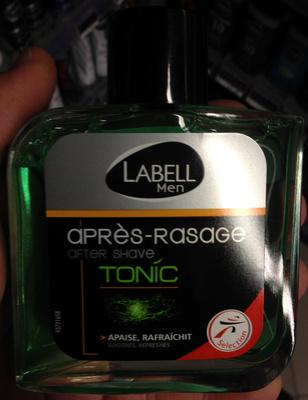 LABELL
Men
APRÈS-RASAGE
AFTER SHAVE
TONIC
> APAISE, RAFRAÎCHIT
SOOTHES, REFRESHES
Sélection